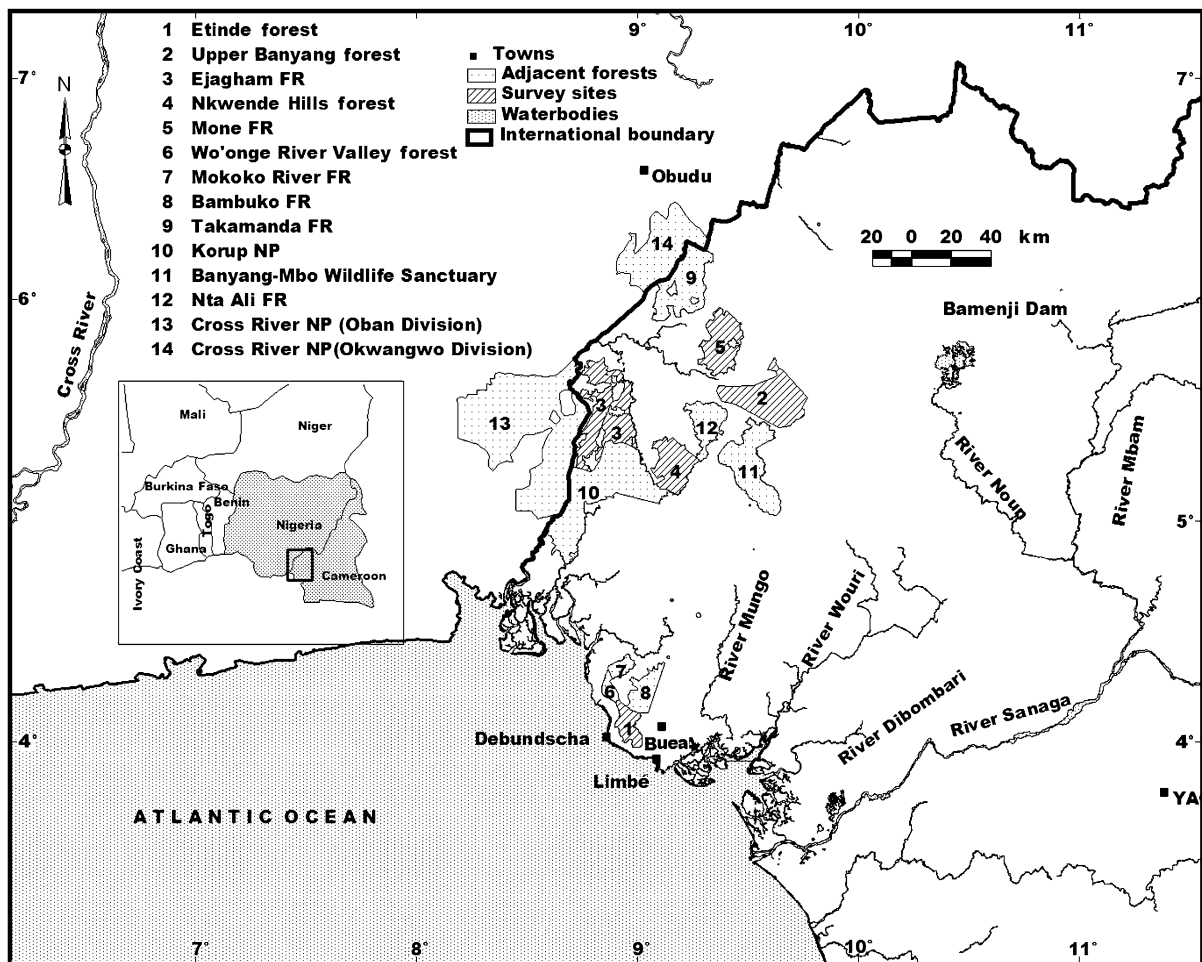 9°
10°
11°
1 Etinde forest
2 Upper Banyang forest
3 Ejagham FR
4 Nkwende Hills forest
5 Mone FR
6 Wo'onge River Valley forest
7 Mokoko River FR
8 Bambuko FR
9 Takamanda FR
10 Korup NP
11 Banyang-Mbo Wildlife Sanctuary
12 Nta Ali FR
13 Cross River NP (Oban Division)
14 Cross River NP(Okwangwo Division)
Towns
Adjacent forests
Survey sites
Waterbodies
International boundary
7°
7°
N
Obudu
20 0 20 40 km
14
9
6°
6°
Cross River
Bamenji Dam
5
2
3
13
3
12
4
11
10
River Noun
River Mbam
5°
Mali
Niger
Burkina Faso
Benin
Togo
Nigeria
Ghana
Ivory Coast
Cameroon
River Mungo
River Wouri
7
6
8
1
River Dibombari
River Sanaga
4°
4°
Debundscha
Buea
Limbé
YAO
ATLANTIC OCEAN
7°
8°
9°
10°
11°